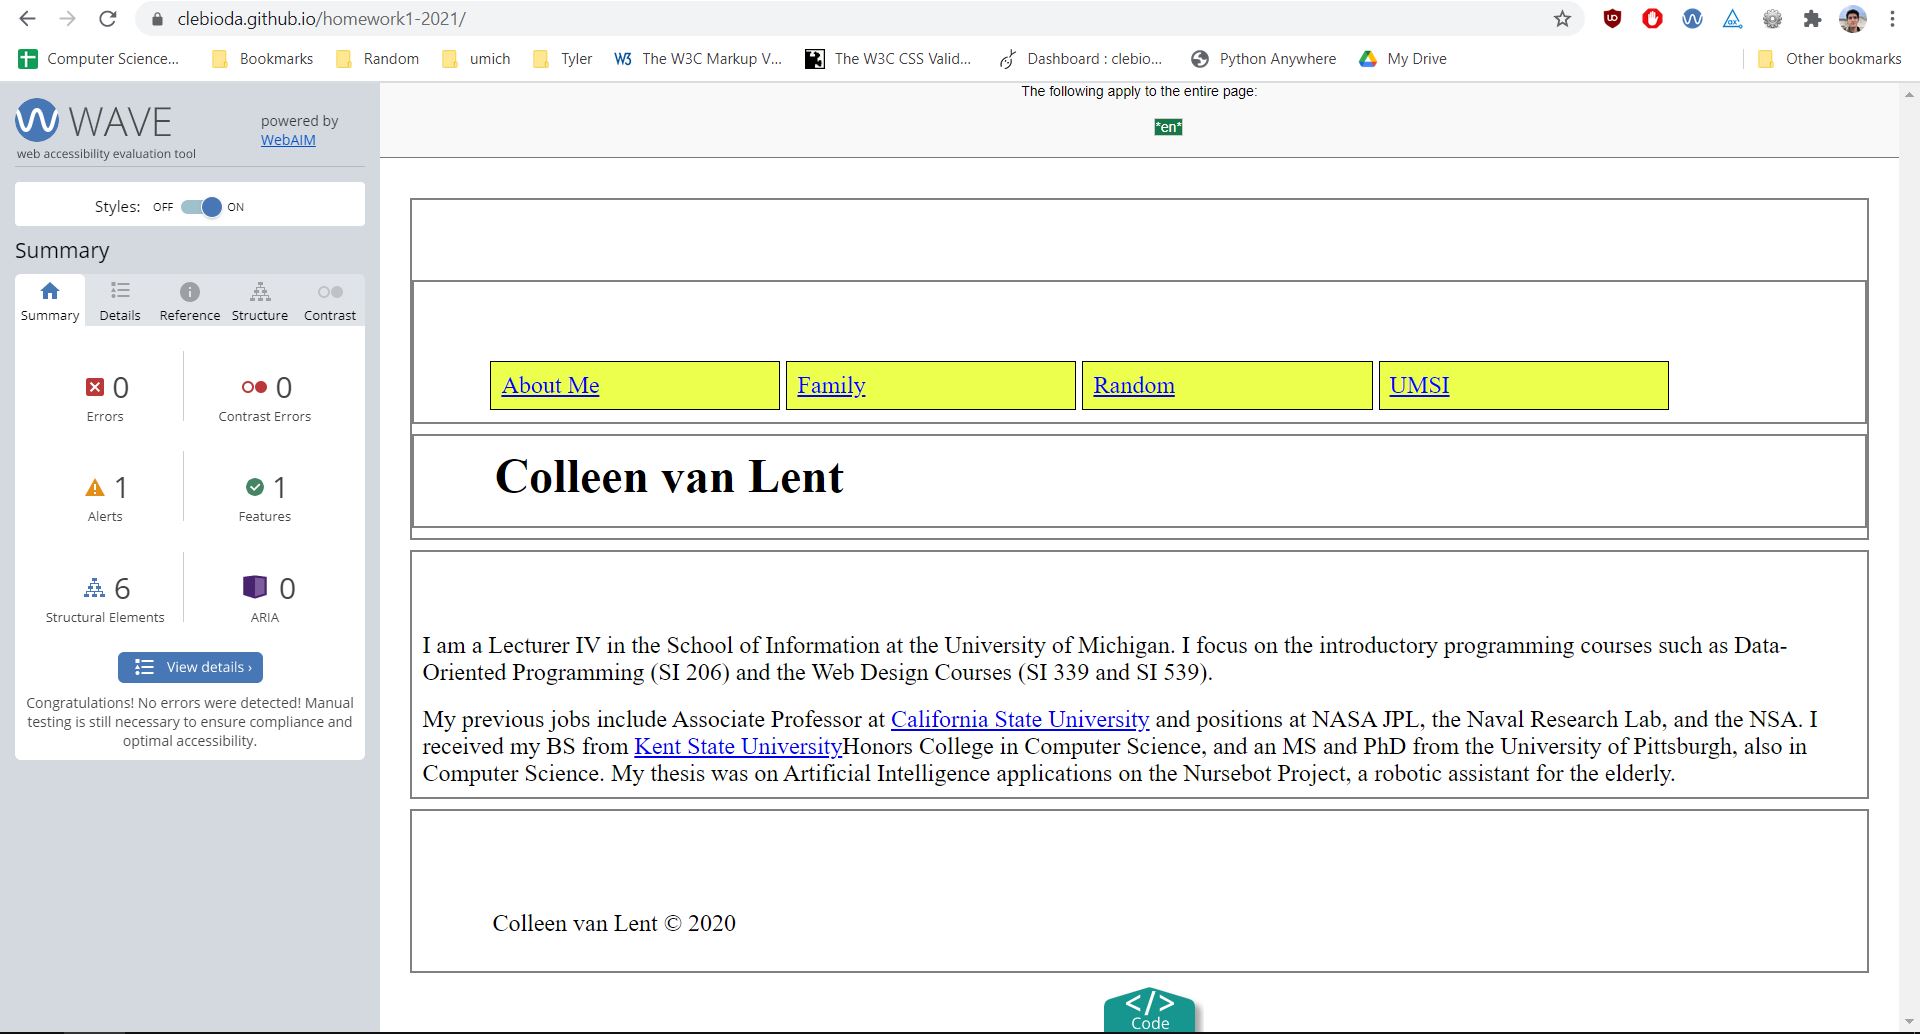 clebioda.github.io/homework1-2021/
Computer Science... Bookmarks Random umich Tyler W3 The W3C Markup V... The W3C CSS Valid... Dashboard : clebio... Python Anywhere My Drive Other bookmarks
WAVE
web accessibility evaluation tool
powered by
WebAIM
Styles: OFF ON
Summary
Summary Details Reference Structure Contrast
0 0
Errors Contrast Errors
1 1
Alerts Features
6 0
Structural Elements ARIA
View details ›
Congratulations! No errors were detected! Manual
testing is still necessary to ensure compliance and
optimal accessibility.
The following apply to the entire page:
*en*
About Me Family Random UMSI
Colleen van Lent
I am a Lecturer IV in the School of Information at the University of Michigan. I focus on the introductory programming courses such as Data-
Oriented Programming (SI 206) and the Web Design Courses (SI 339 and SI 539).
My previous jobs include Associate Professor at California State University and positions at NASA JPL, the Naval Research Lab, and the NSA. I
received my BS from Kent State UniversityHonors College in Computer Science, and an MS and PhD from the University of Pittsburgh, also in
Computer Science. My thesis was on Artificial Intelligence applications on the Nursebot Project, a robotic assistant for the elderly.
Colleen van Lent © 2020
</>
Code